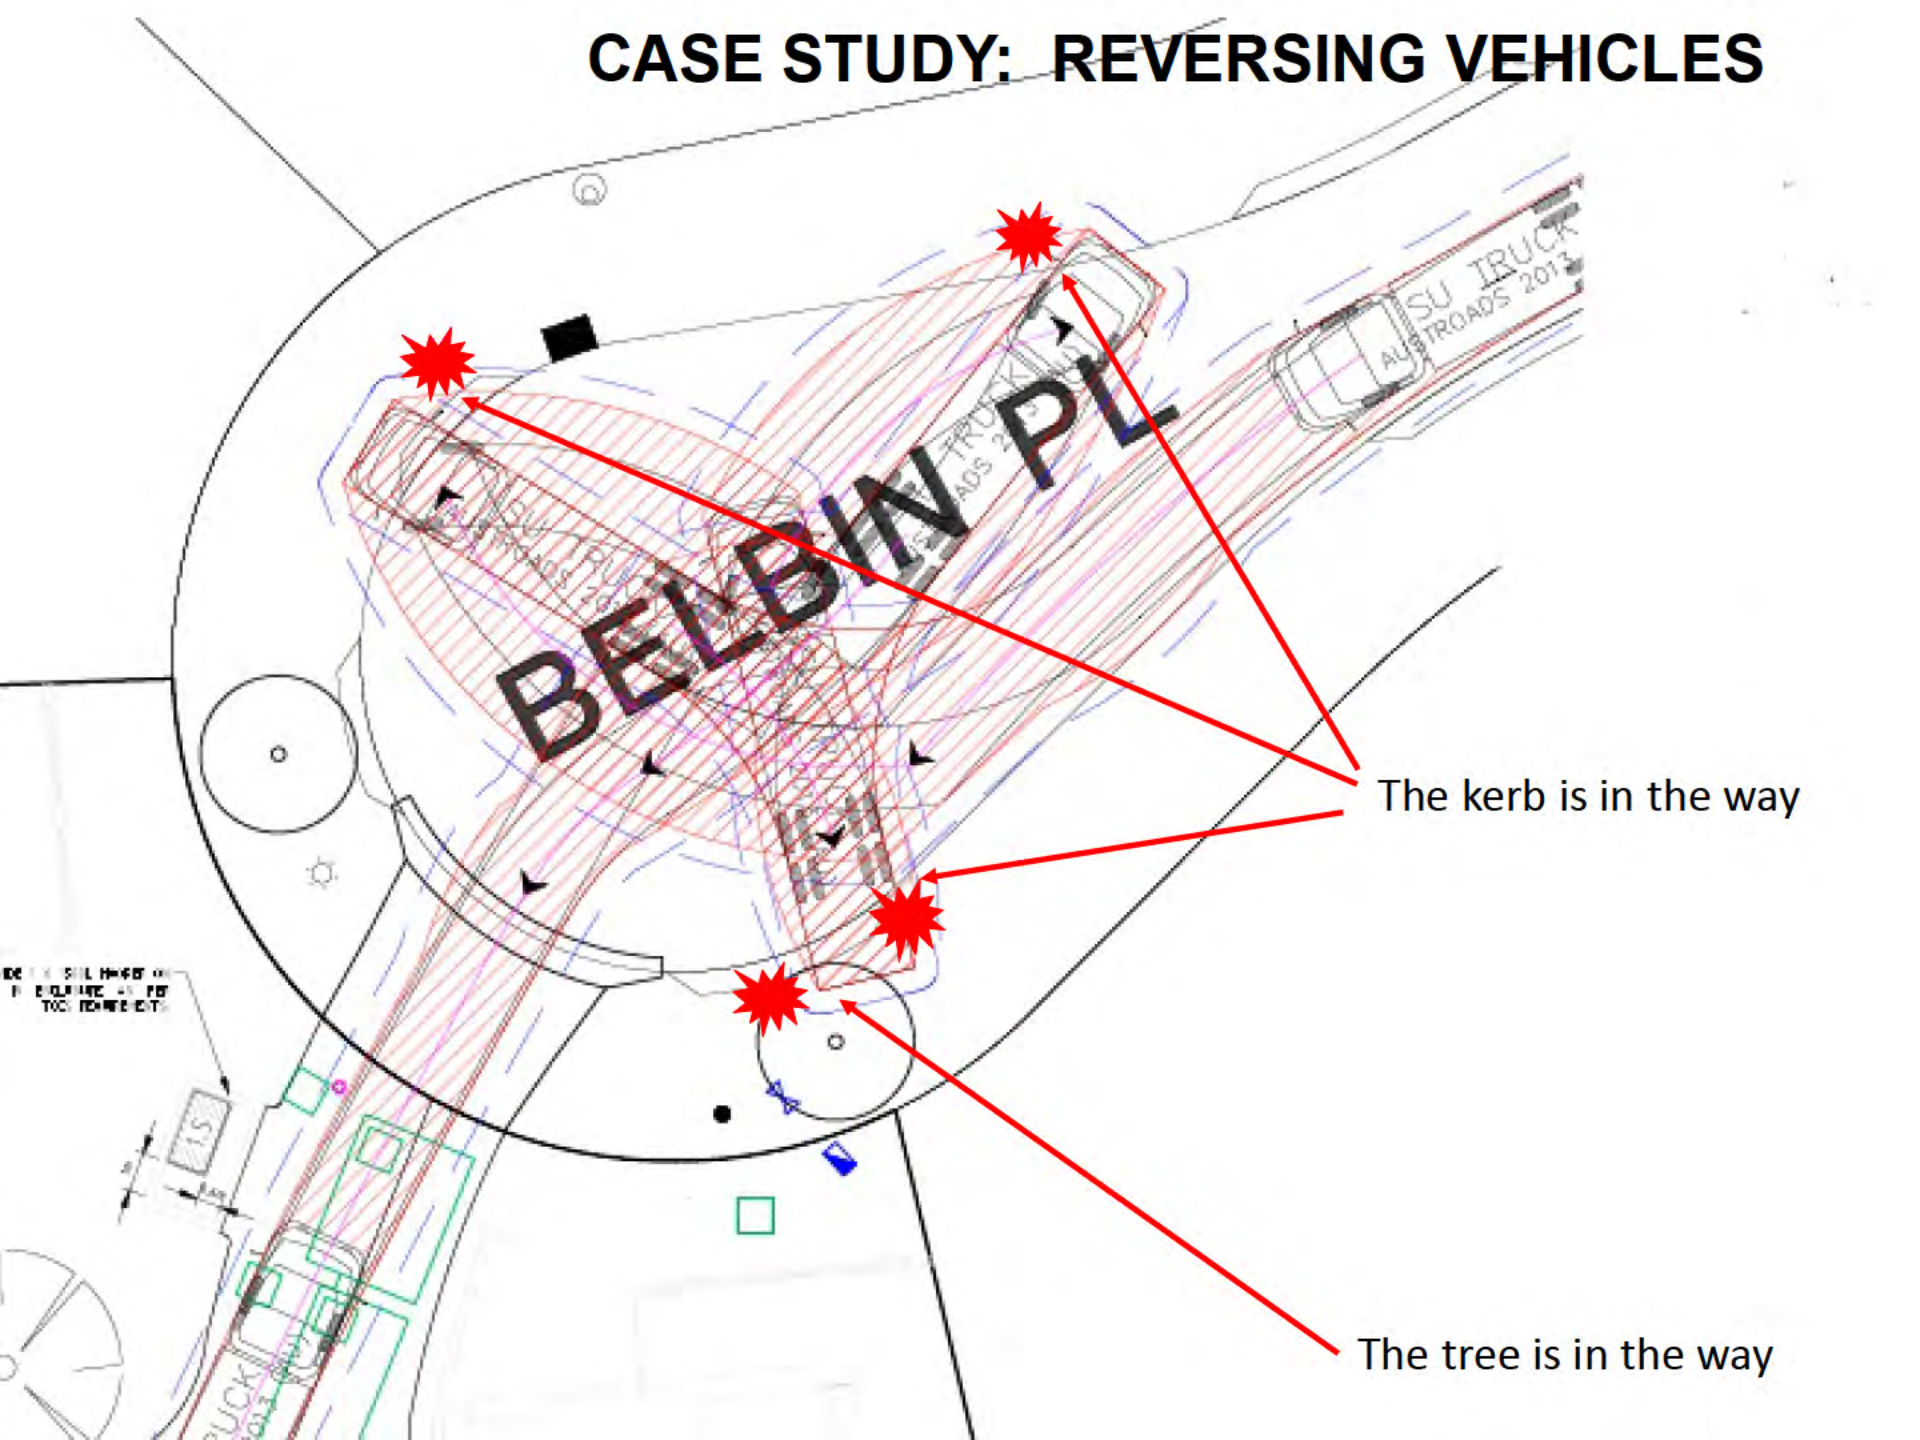 CASE STUDY: REVERSING VEHICLES
SU TRUCK
AUSTROADS 2013
BELBIN PL
The kerb is in the way
I.S.
The tree is in the way